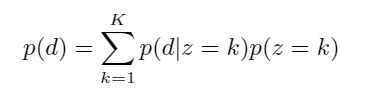 p(d) = \sum_{k=1}^{K} p(d|z = k)p(z = k)